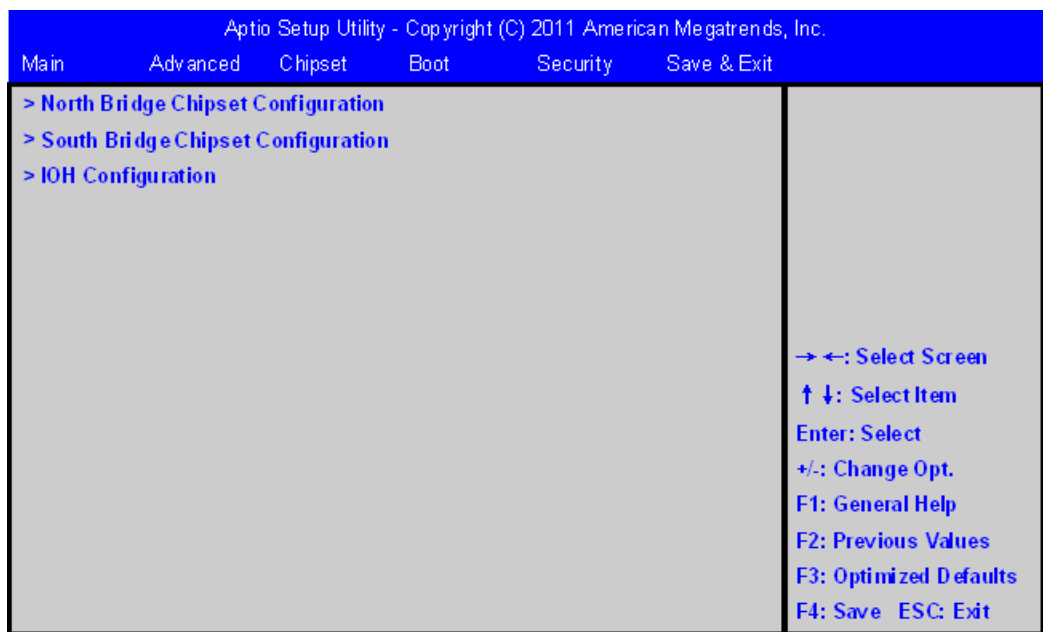 Aptio Setup Utility - Copyright (C) 2011 American Megatrends, Inc.
Main Advanced Chipset Boot Security Save & Exit
> North Bridge Chipset Configuration
> South Bridge Chipset Configuration
> IOH Configuration
→ ←: Select Screen
↑ ↓: Select Item
Enter: Select
+/-: Change Opt.
F1: General Help
F2: Previous Values
F3: Optimized Defaults
F4: Save ESC: Exit